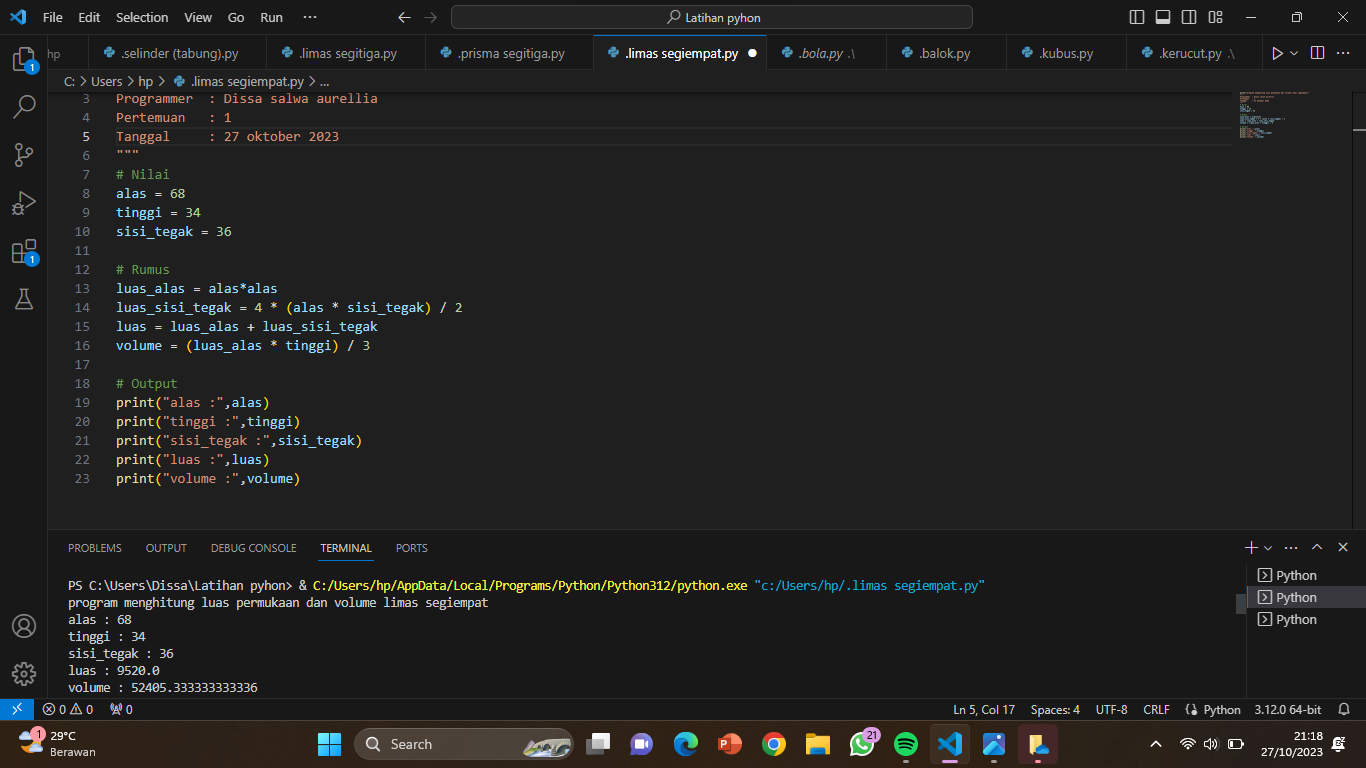 File Edit Selection View Go Run ··· Latihan pyhon
hp .selinder (tabung).py .limas segitiga.py .prisma segitiga.py .limas segiempat.py .bola.py .\ .balok.py .kubus.py .kerucut.py .\
C: > Users > hp > .limas segiempat.py > ...
3 Programmer : Dissa salwa aurellia
4 Pertemuan : 1
5 Tanggal : 27 oktober 2023
6 """
7 # Nilai
8 alas = 68
9 tinggi = 34
10 sisi_tegak = 36
11
12 # Rumus
13 luas_alas = alas*alas
14 luas_sisi_tegak = 4 * (alas * sisi_tegak) / 2
15 luas = luas_alas + luas_sisi_tegak
16 volume = (luas_alas * tinggi) / 3
17
18 # Output
19 print("alas :",alas)
20 print("tinggi :",tinggi)
21 print("sisi_tegak :",sisi_tegak)
22 print("luas :",luas)
23 print("volume :",volume)
PROBLEMS OUTPUT DEBUG CONSOLE TERMINAL PORTS
PS C:\Users\Dissa\Latihan pyhon> & C:/Users/hp/AppData/Local/Programs/Python/Python312/python.exe "c:/Users/hp/.limas segiempat.py"
program menghitung luas permukaan dan volume limas segiempat
alas : 68
tinggi : 34
sisi_tegak : 36
luas : 9520.0
volume : 52405.333333333336
Python
Python
Python
1
1
0 0 0 Ln 5, Col 17 Spaces: 4 UTF-8 CRLF Python 3.12.0 64-bit
1
29°C
Berawan
Search
21
21:18
27/10/2023